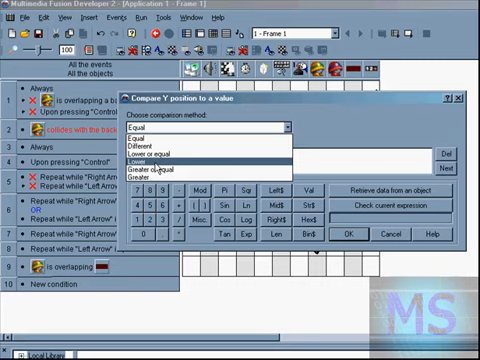 Multimedia Fusion Developer 2 - [Application 1 - Frame 1]
File Edit View Insert Tools Run Window Help
1 - Frame 1
100
All the events
All the objects
1
Always
is overlapping a ba
Upon pressing "Control"
2
collides with the back
3
Always
4
Upon pressing "Control"
5
Repeat while "Right Arrow"
Repeat while "Left Arrow"
6
Repeat while "Right Arrow"
OR
Repeat while "Left Arrow"
7
Repeat while "Right Arrow"
8
Repeat while "Left Arrow"
9
is overlapping
10
New condition
Local Library
Compare Y position to a value
Choose comparison method:
Equal
Equal
Different
Lower or equal
Lower
Greater or equal
Greater
Del
Next
7 8 9 - Mod Pi Sin Left$ Val
Retrieve data from an object
4 5 6 ( ) Sqr Ln Mid$ Str$
Check current expression
1 2 3 Misc. Cos Log Right$ Hex$
0 . Tan Exp Len Bin$
OK Cancel Help
MS